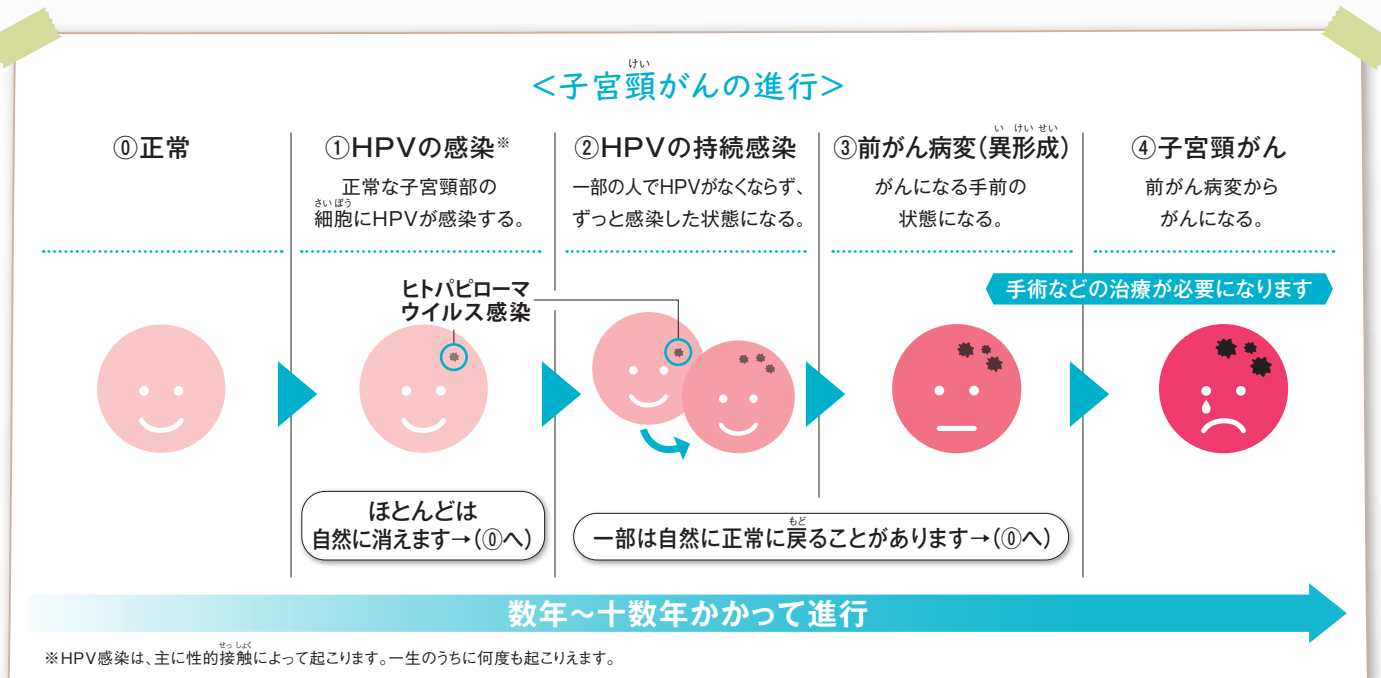 <子宮頸がんの進行>
けい
⓪正常
①HPVの感染※
正常な子宮頸部の
さいぼう
細胞にHPVが感染する。
②HPVの持続感染
一部の人でHPVがなくならず、
ずっと感染した状態になる。
い けい せい
③前がん病変(異形成)
がんになる手前の
状態になる。
④子宮頸がん
前がん病変から
がんになる。
手術などの治療が必要になります
ヒトパピローマ
ウイルス感染
ほとんどは
自然に消えます→(⓪へ)
もど
一部は自然に正常に戻ることがあります→(⓪へ)
数年～十数年かかって進行
せっしょく
※HPV感染は、主に性的接触によって起こります。一生のうちに何度も起こりえます。